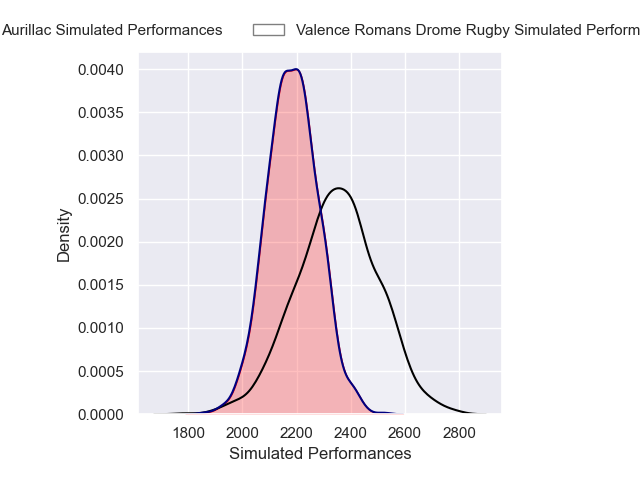 Aurillac Simulated Performances
Valence Romans Drome Rugby Simulated Perform
0.0040
0.0035
0.0030
0.0025
0.0020
0.0015
0.0010
0.0005
0.0000
Density
1800 2000 2200 2400 2600 2800
Simulated Performances